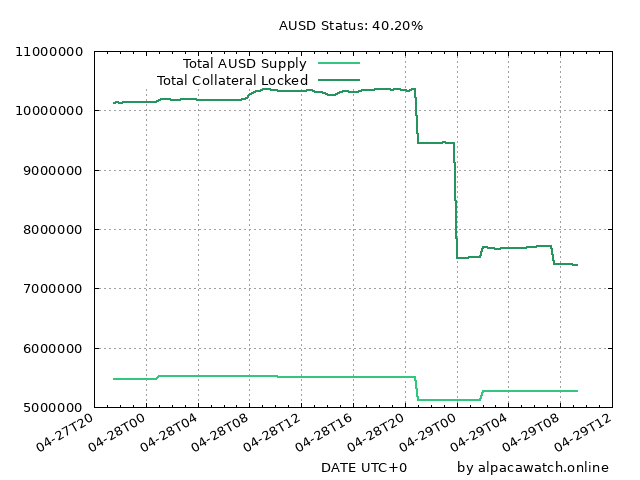 AUSD Status: 40.20%
Total AUSD Supply
Total Collateral Locked
11000000
10000000
9000000
8000000
7000000
6000000
5000000
04-27T20
04-28T00
04-28T04
04-28T08
04-28T12
04-28T16
04-28T20
04-29T00
04-29T04
04-29T08
04-29T12
DATE UTC+0
by alpacawatch.online